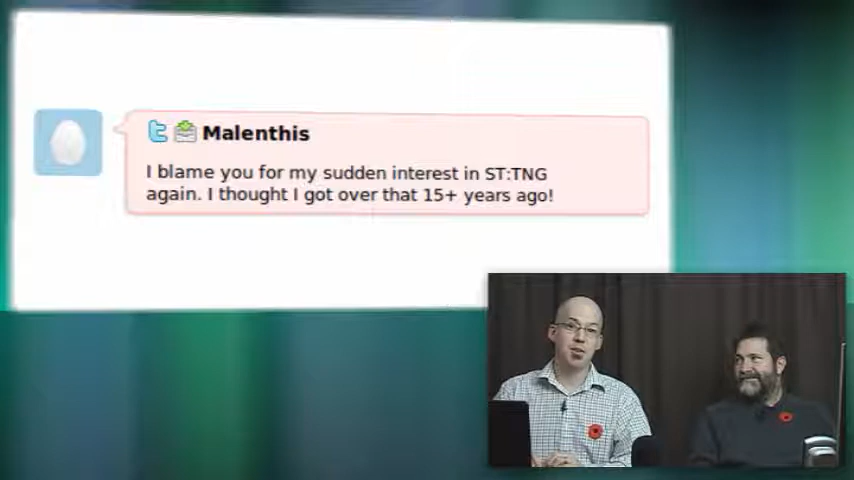 Malenthis
I blame you for my sudden interest in ST:TNG
again. I thought I got over that 15+ years ago!